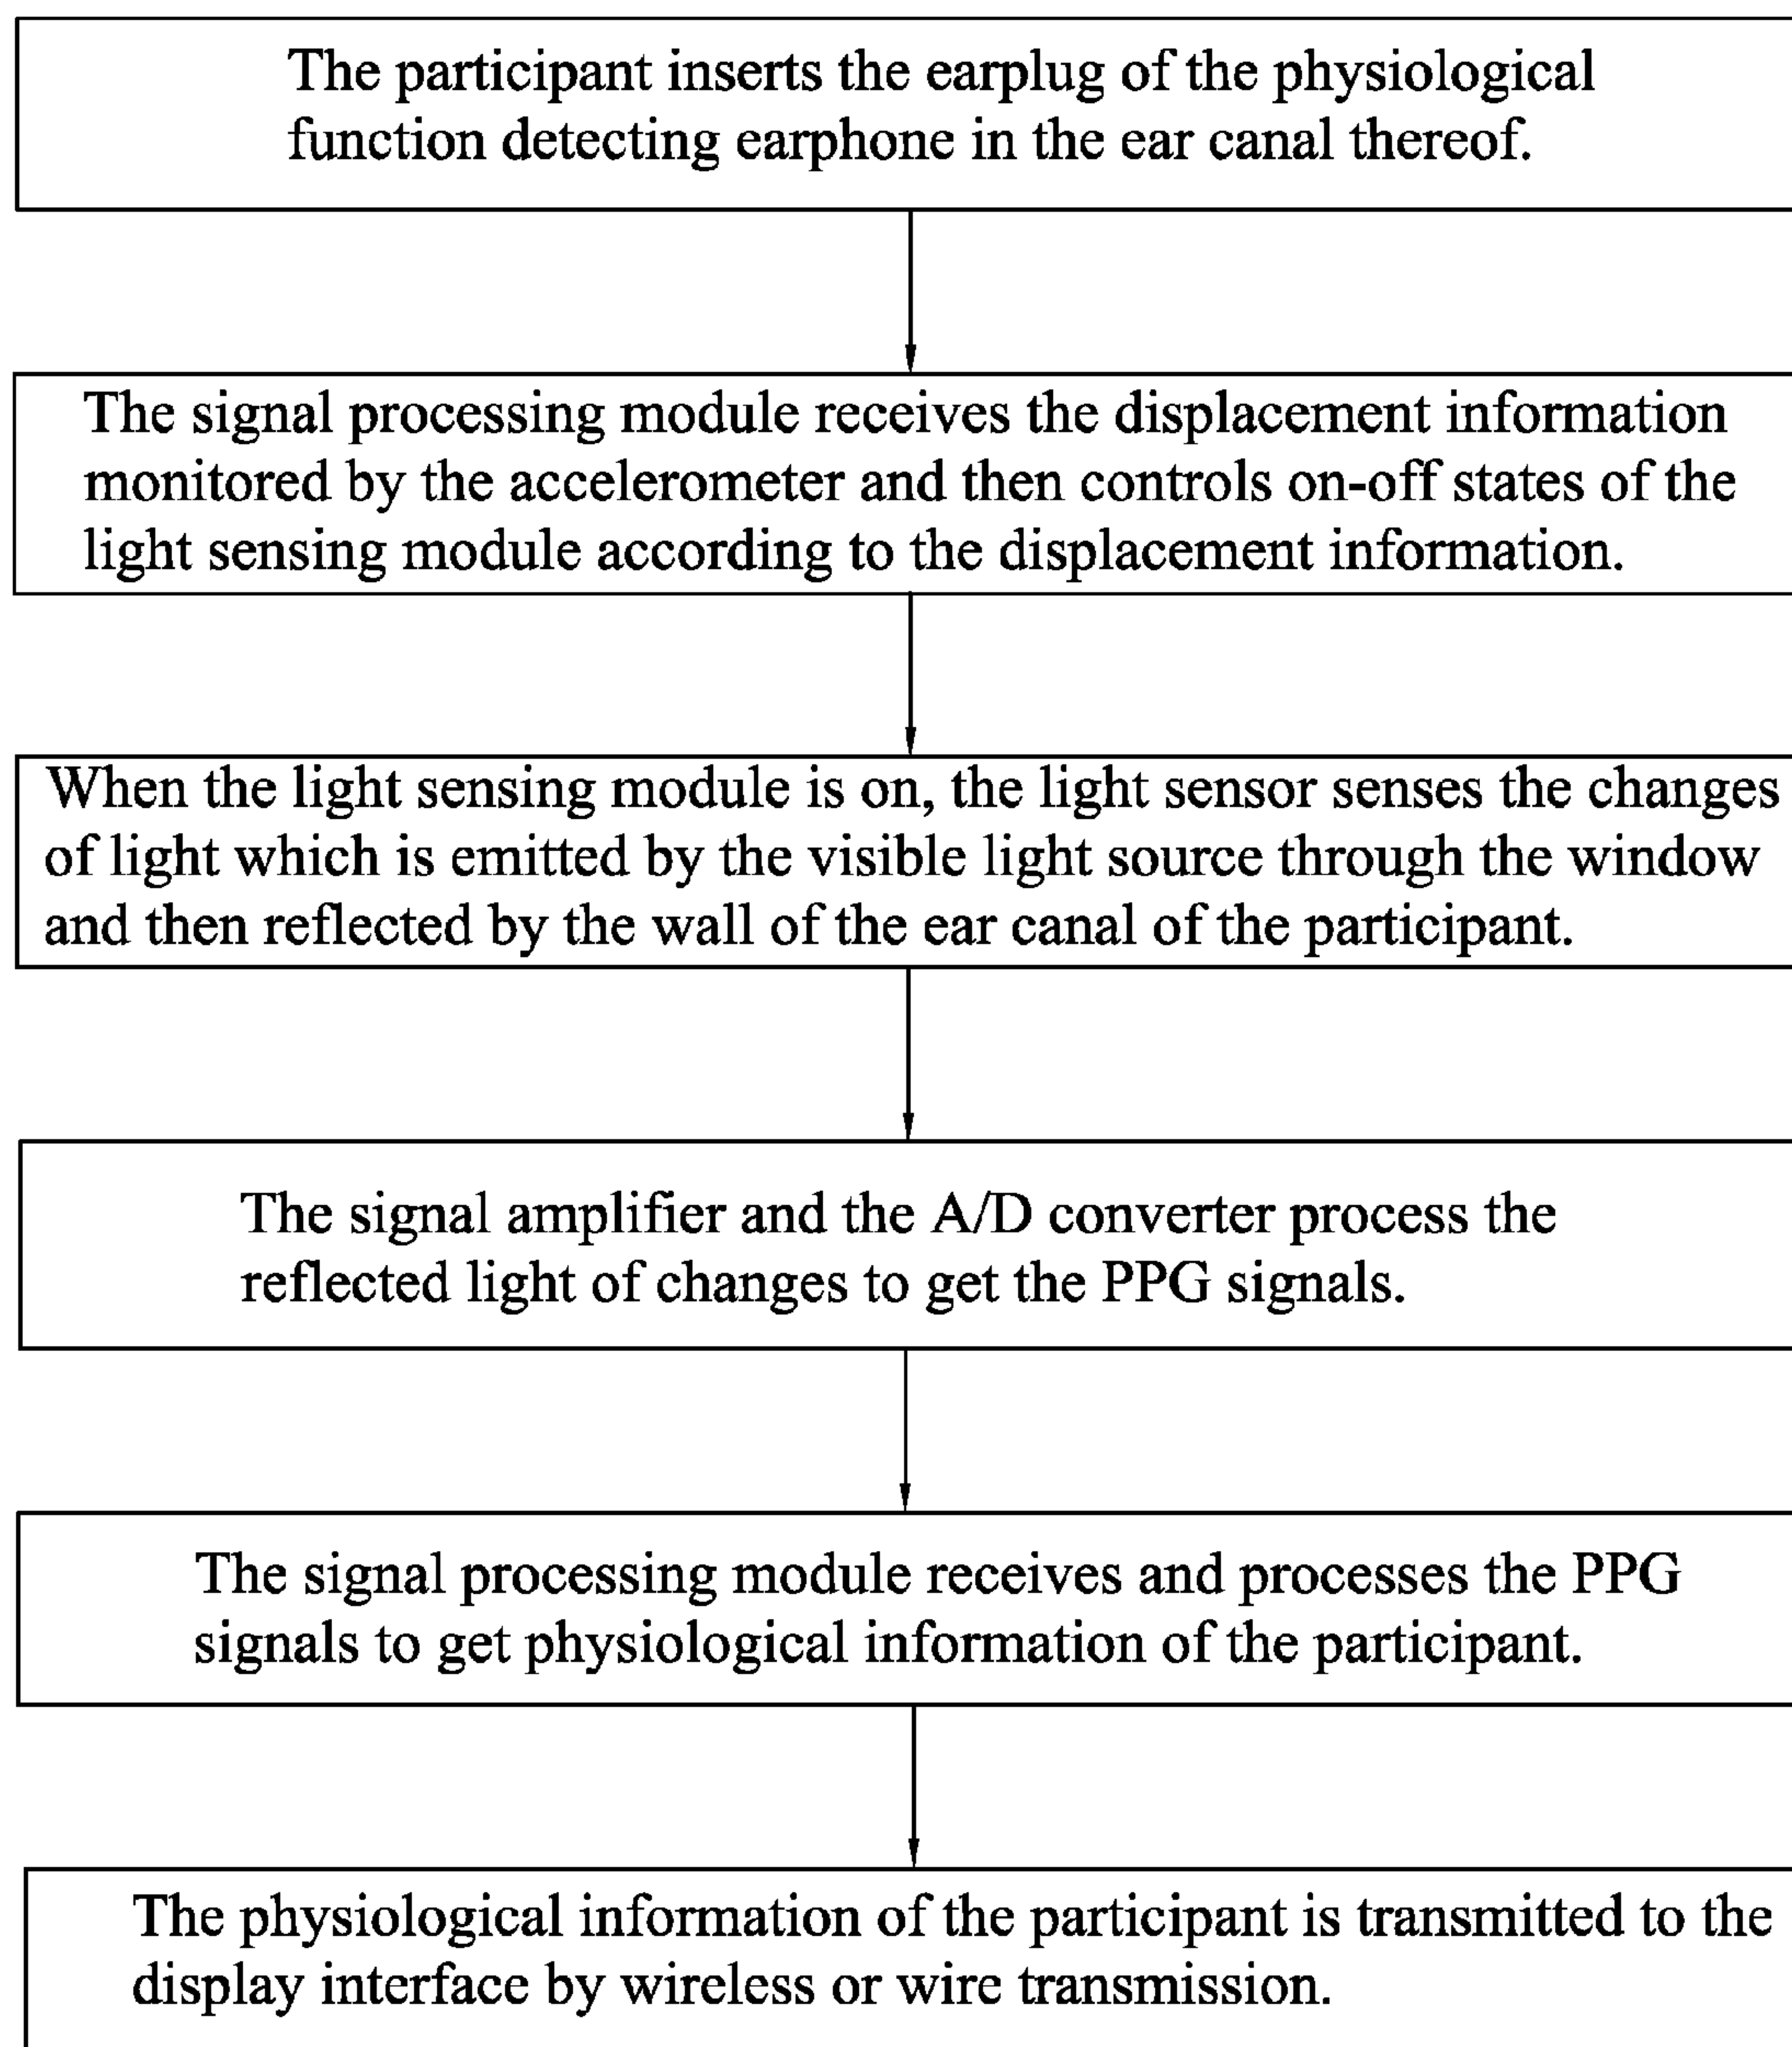 The participant inserts the earplug of the physiological
function detecting earphone in the ear canal thereof.
The signal processing module receives the displacement information
monitored by the accelerometer and then controls on-off states of the
light sensing module according to the displacement information.
When the light sensing module is on, the light sensor senses the changes
of light which is emitted by the visible light source through the window
and then reflected by the wall of the ear canal of the participant.
The signal amplifier and the A/D converter process the
reflected light of changes to get the PPG signals.
The signal processing module receives and processes the PPG
signals to get physiological information of the participant.
The physiological information of the participant is transmitted to the
display interface by wireless or wire transmission.